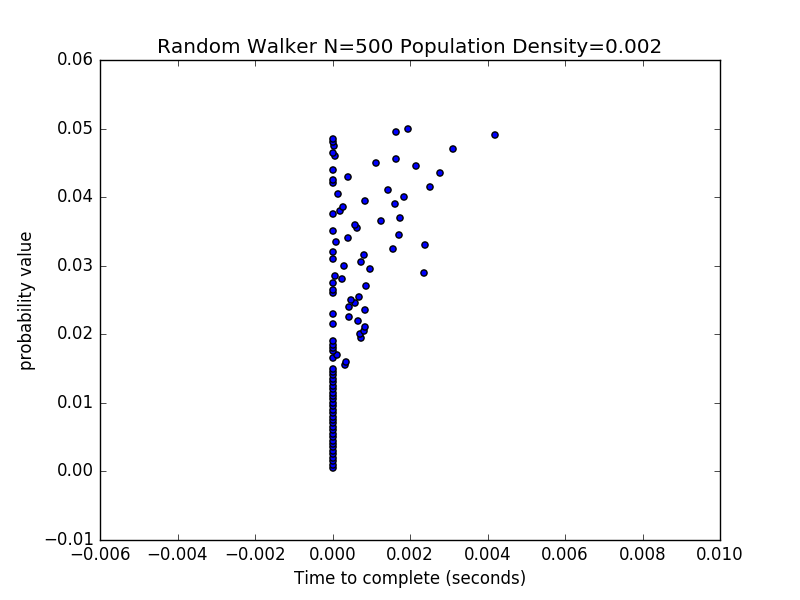 Random Walker N=500 Population Density=0.002
0.06
0.05
0.04
0.03
0.02
0.01
0.00
−0.01
probability value
−0.006 −0.004 −0.002 0.000 0.002 0.004 0.006 0.008 0.010
Time to complete (seconds)